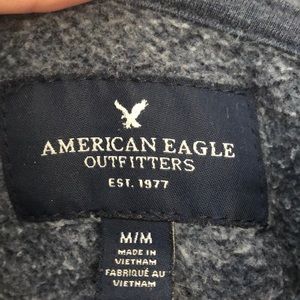 AMERICAN EAGLE
OUTFITTERS
EST. 1977
M/M
MADE IN
VIETNAM
FABRIQUÉ AU
VIETNAM